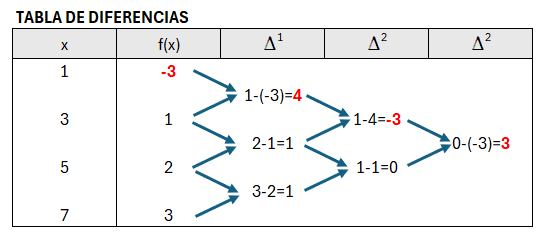 TABLA DE DIFERENCIAS
x f(x) Δ¹ Δ² Δ²
1 -3
1-(-3)=4
3 1 1-4=-3
2-1=1 0-(-3)=3
5 2 1-1=0
3-2=1
7 3